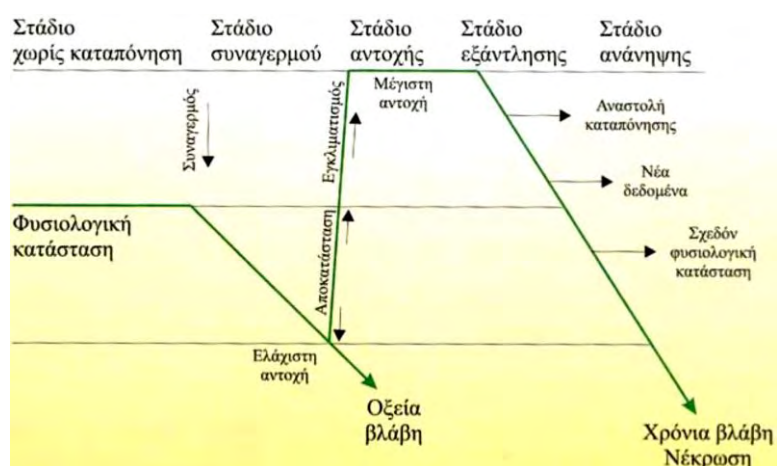 Στάδιο
χωρίς καταπόνηση
Στάδιο
συναγερμού
Στάδιο
αντοχής
Στάδιο
εξάντλησης
Στάδιο
ανάνηψης
Μέγιστη
αντοχή
Συναγερμός
Εγκλιματισμός
Αναστολή
καταπόνησης
Νέα
δεδομένα
Φυσιολογική
κατάσταση
Αποκατάσταση
Σχεδόν
φυσιολογική
κατάσταση
Ελάχιστη
αντοχή
Οξεία
βλάβη
Χρόνια βλάβη
Νέκρωση